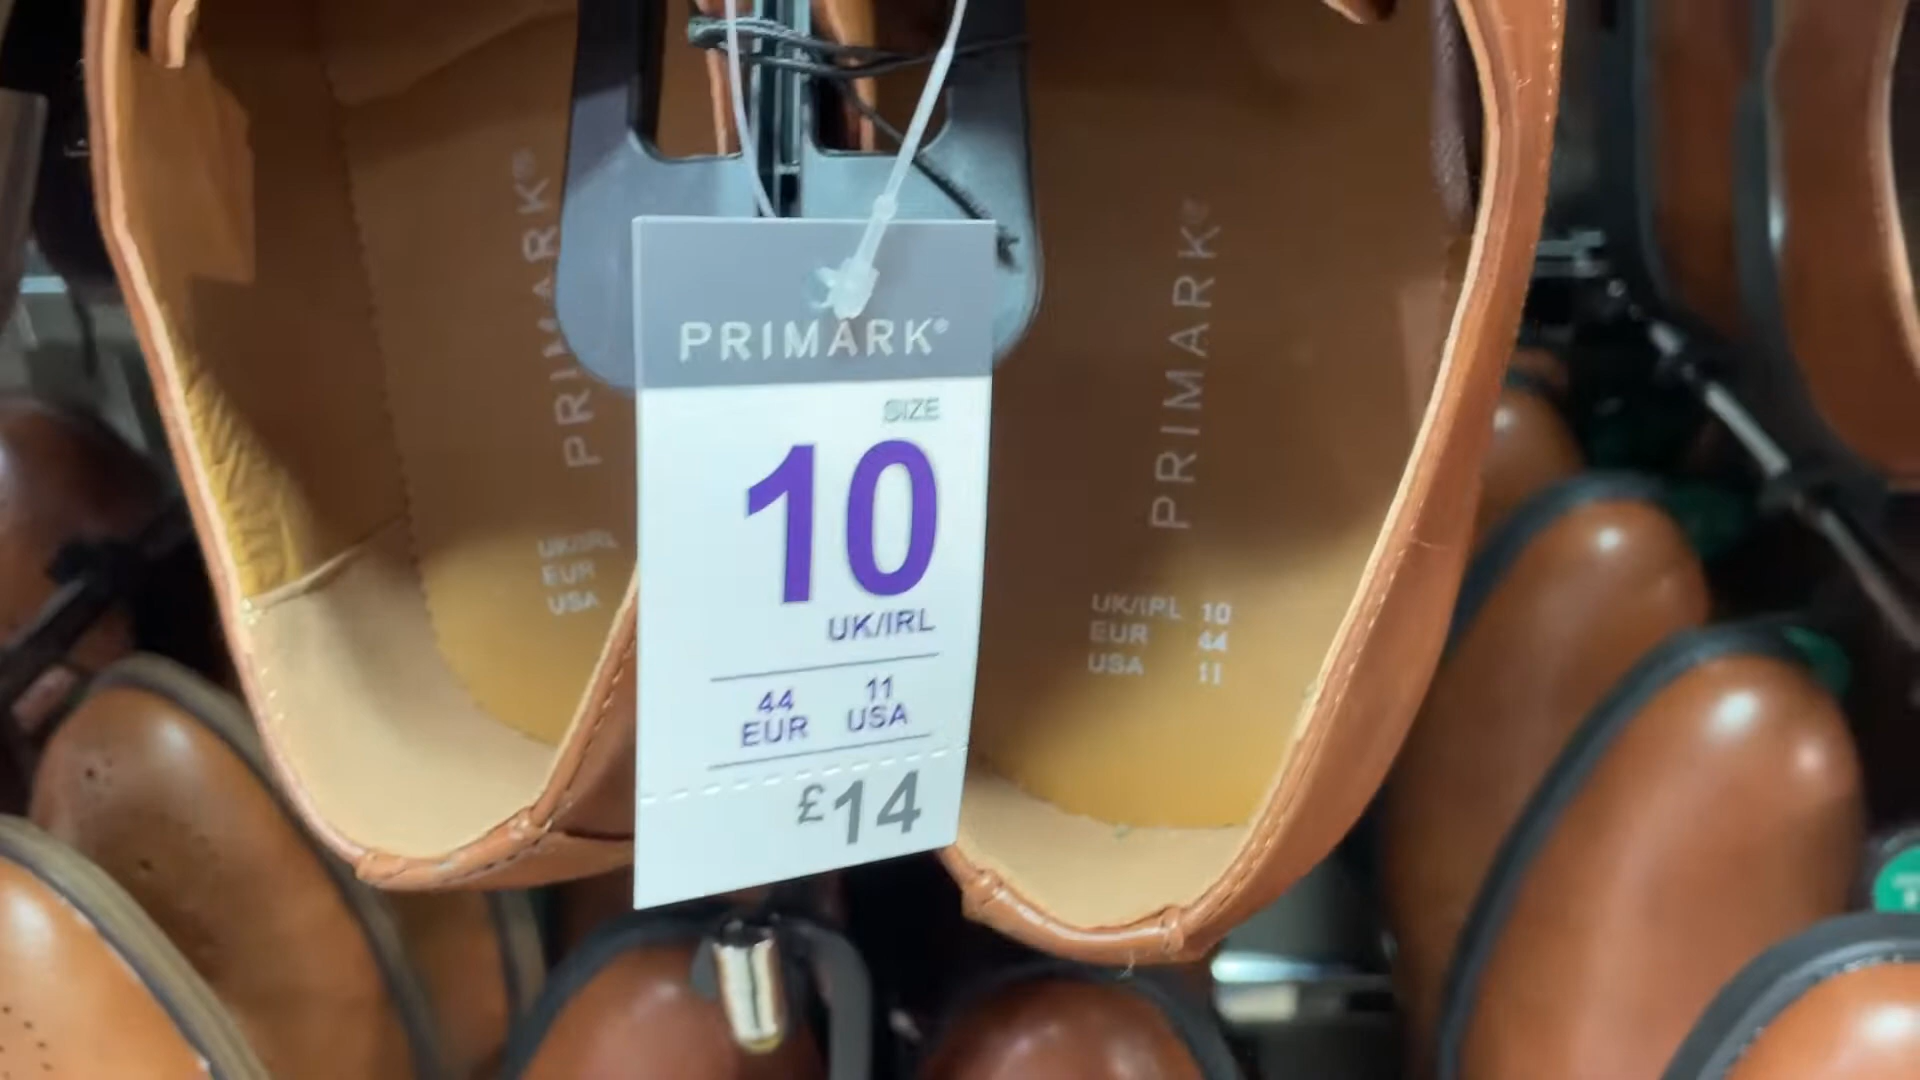 PRIMARK®
SIZE
10
UK/IRL
44 11
EUR USA
£14
PRIMARK®
UK/IRL
EUR
USA
PRIMARK®
UK/IRL 10
EUR 44
USA 11